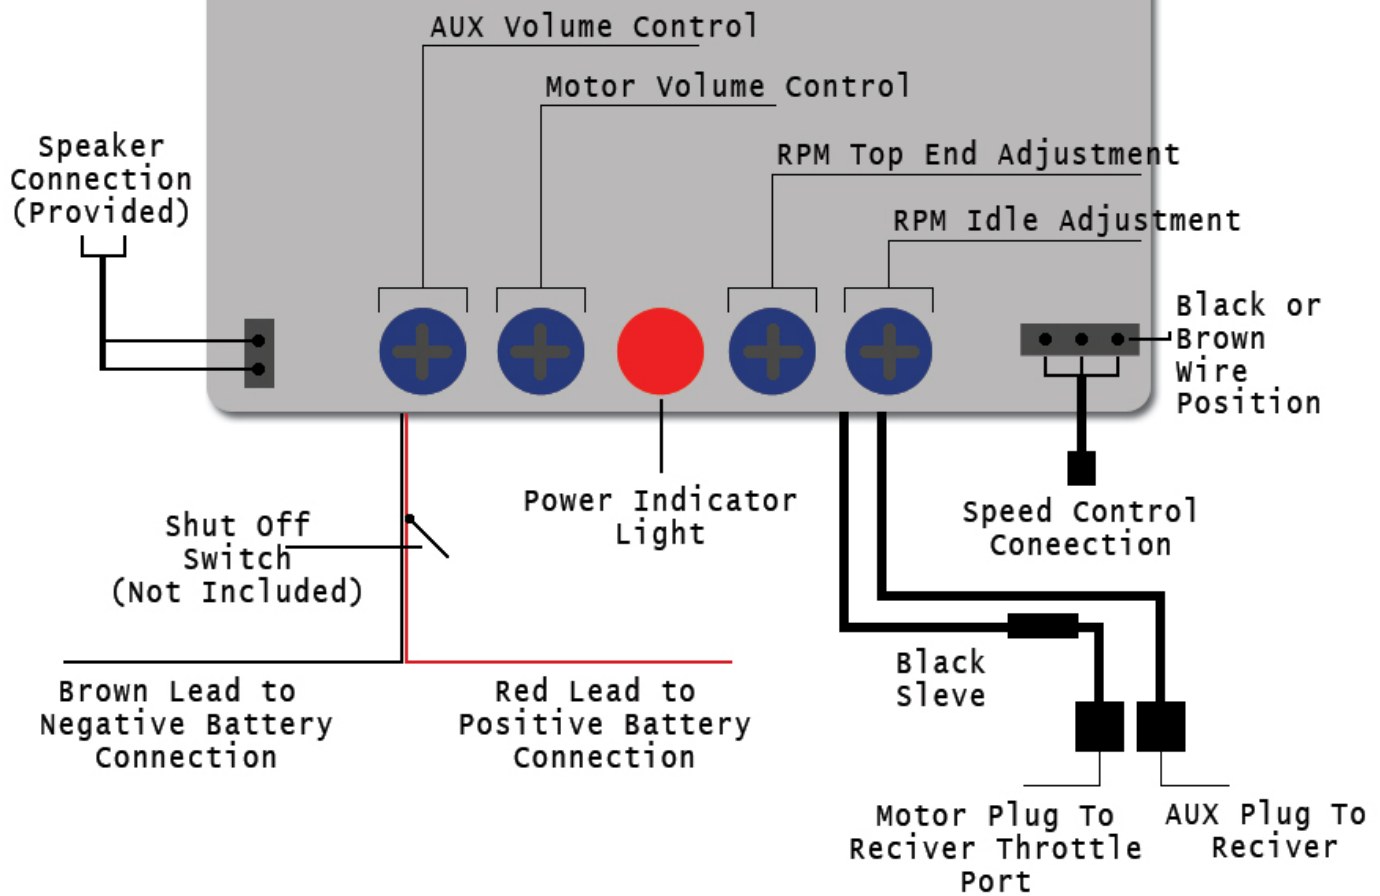 AUX Volume Control
Motor Volume Control
Speaker
Connection
(Provided)
RPM Top End Adjustment
RPM Idle Adjustment
Black or
Brown
Wire
Position
Power Indicator
Light
Speed Control
Coneection
Shut Off
Switch
(Not Included)
Black
Sleve
Brown Lead to
Negative Battery
Connection
Red Lead to
Positive Battery
Connection
Motor Plug To
Reciver Throttle
Port
AUX Plug To
Reciver